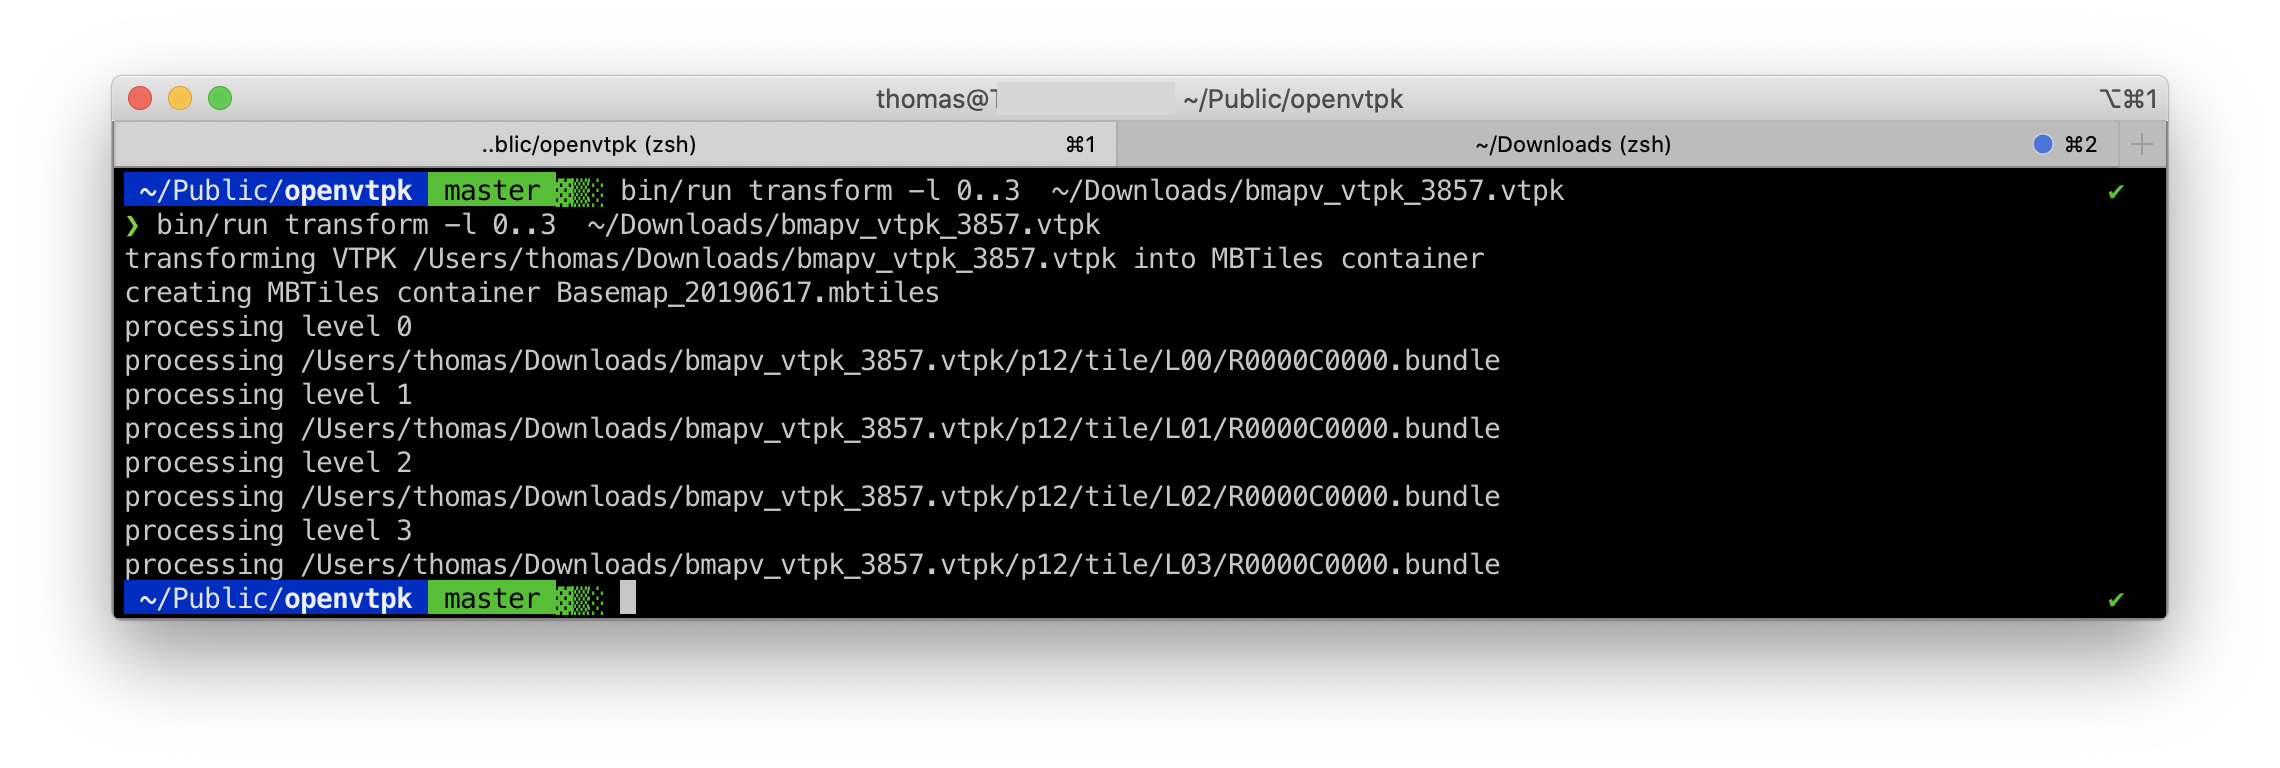 thomas@T ~/Public/openvtpk ⌥⌘1
..blic/openvtpk (zsh) ⌘1 ~/Downloads (zsh) ⌘2
~/Public/openvtpk master bin/run transform -l 0..3  ~/Downloads/bmapv_vtpk_3857.vtpk ✔
❯ bin/run transform -l 0..3  ~/Downloads/bmapv_vtpk_3857.vtpk
transforming VTPK /Users/thomas/Downloads/bmapv_vtpk_3857.vtpk into MBTiles container
creating MBTiles container Basemap_20190617.mbtiles
processing level 0
processing /Users/thomas/Downloads/bmapv_vtpk_3857.vtpk/p12/tile/L00/R0000C0000.bundle
processing level 1
processing /Users/thomas/Downloads/bmapv_vtpk_3857.vtpk/p12/tile/L01/R0000C0000.bundle
processing level 2
processing /Users/thomas/Downloads/bmapv_vtpk_3857.vtpk/p12/tile/L02/R0000C0000.bundle
processing level 3
processing /Users/thomas/Downloads/bmapv_vtpk_3857.vtpk/p12/tile/L03/R0000C0000.bundle
~/Public/openvtpk master ✔